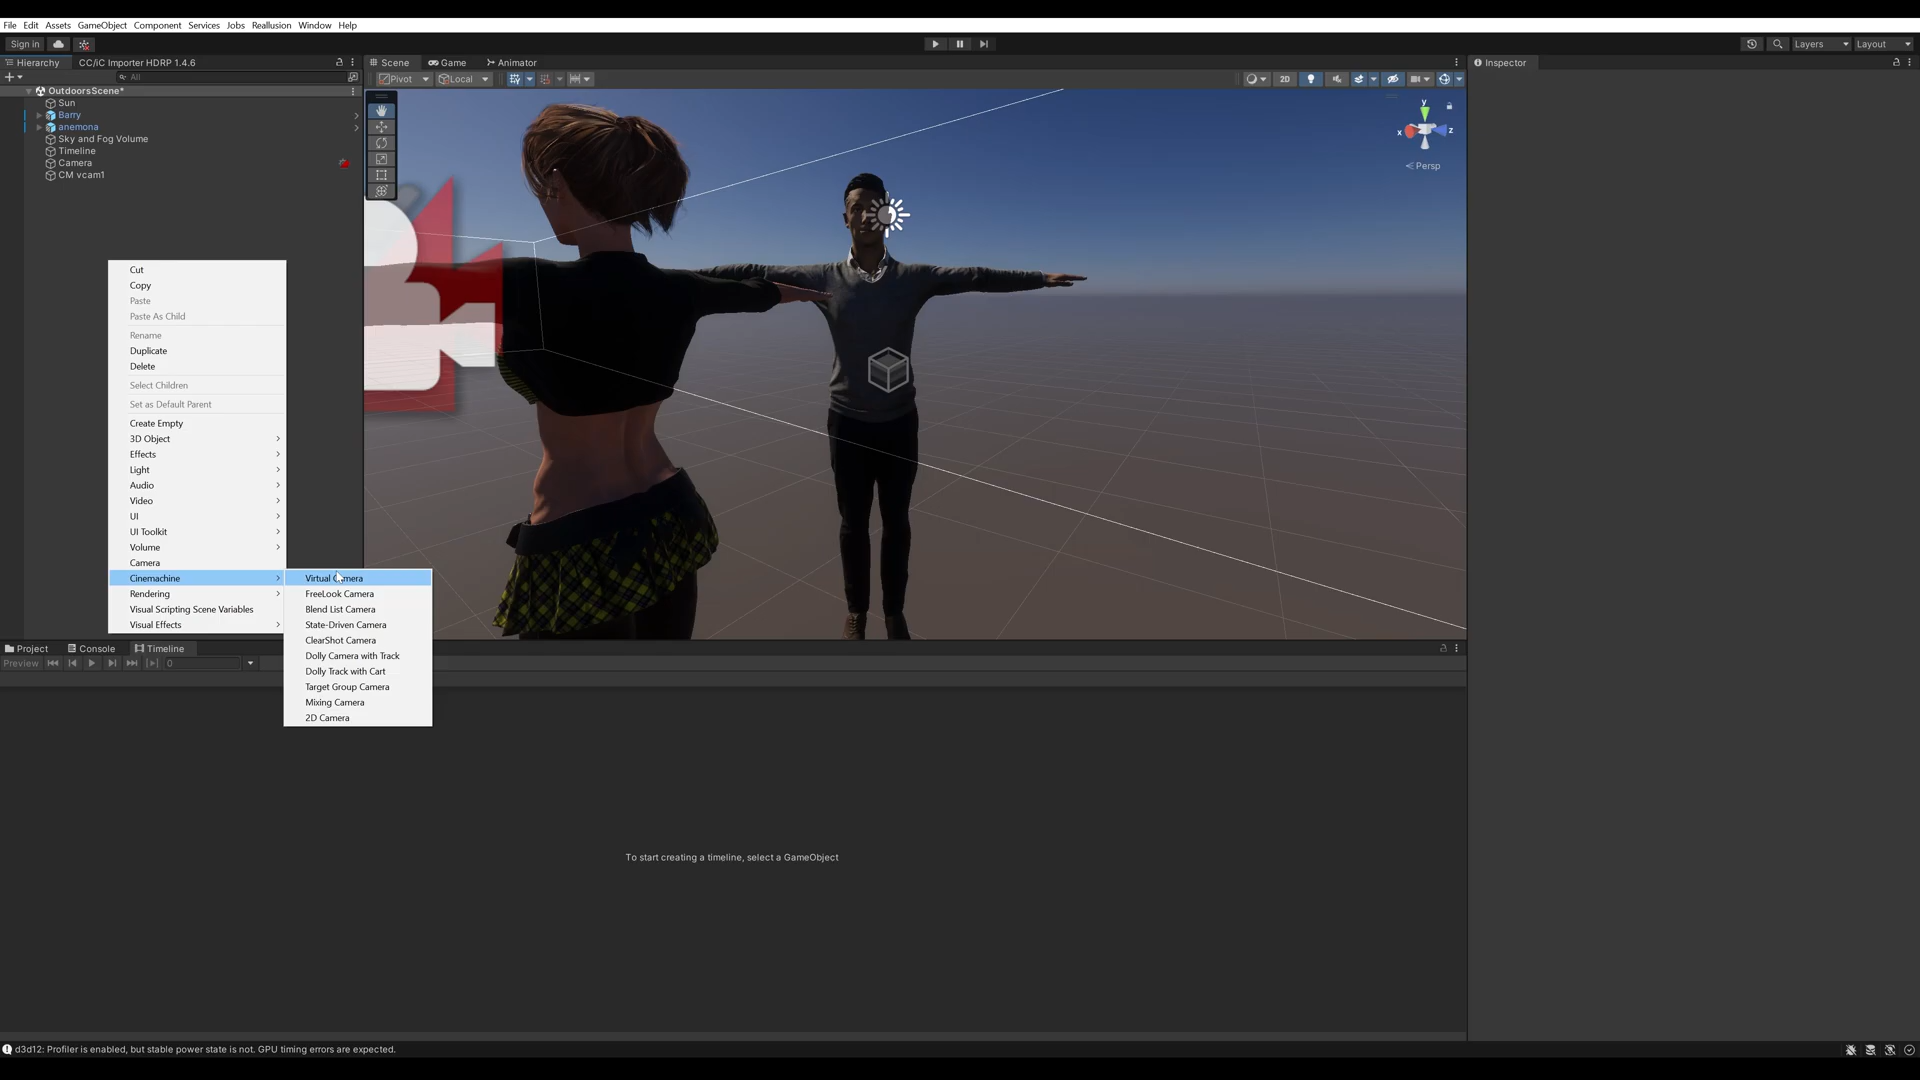 File Edit Assets GameObject Component Services Jobs Reallusion Window Help
Sign in Layers Layout
Hierarchy CC/iC Importer HDRP 1.4.6 Scene Game Animator Inspector
All Pivot Local 2D
OutdoorsScene*
Sun
Barry
anemona
Sky and Fog Volume
Timeline
Camera
CM vcam1
y
x z
Persp
Cut
Copy
Paste
Paste As Child
Rename
Duplicate
Delete
Select Children
Set as Default Parent
Create Empty
3D Object
Effects
Light
Audio
Video
UI
UI Toolkit
Volume
Camera
Cinemachine
Rendering
Visual Scripting Scene Variables
Visual Effects
Virtual Camera
FreeLook Camera
Blend List Camera
State-Driven Camera
ClearShot Camera
Dolly Camera with Track
Dolly Track with Cart
Target Group Camera
Mixing Camera
2D Camera
Project Console Timeline
Preview 0
To start creating a timeline, select a GameObject
d3d12: Profiler is enabled, but stable power state is not. GPU timing errors are expected.